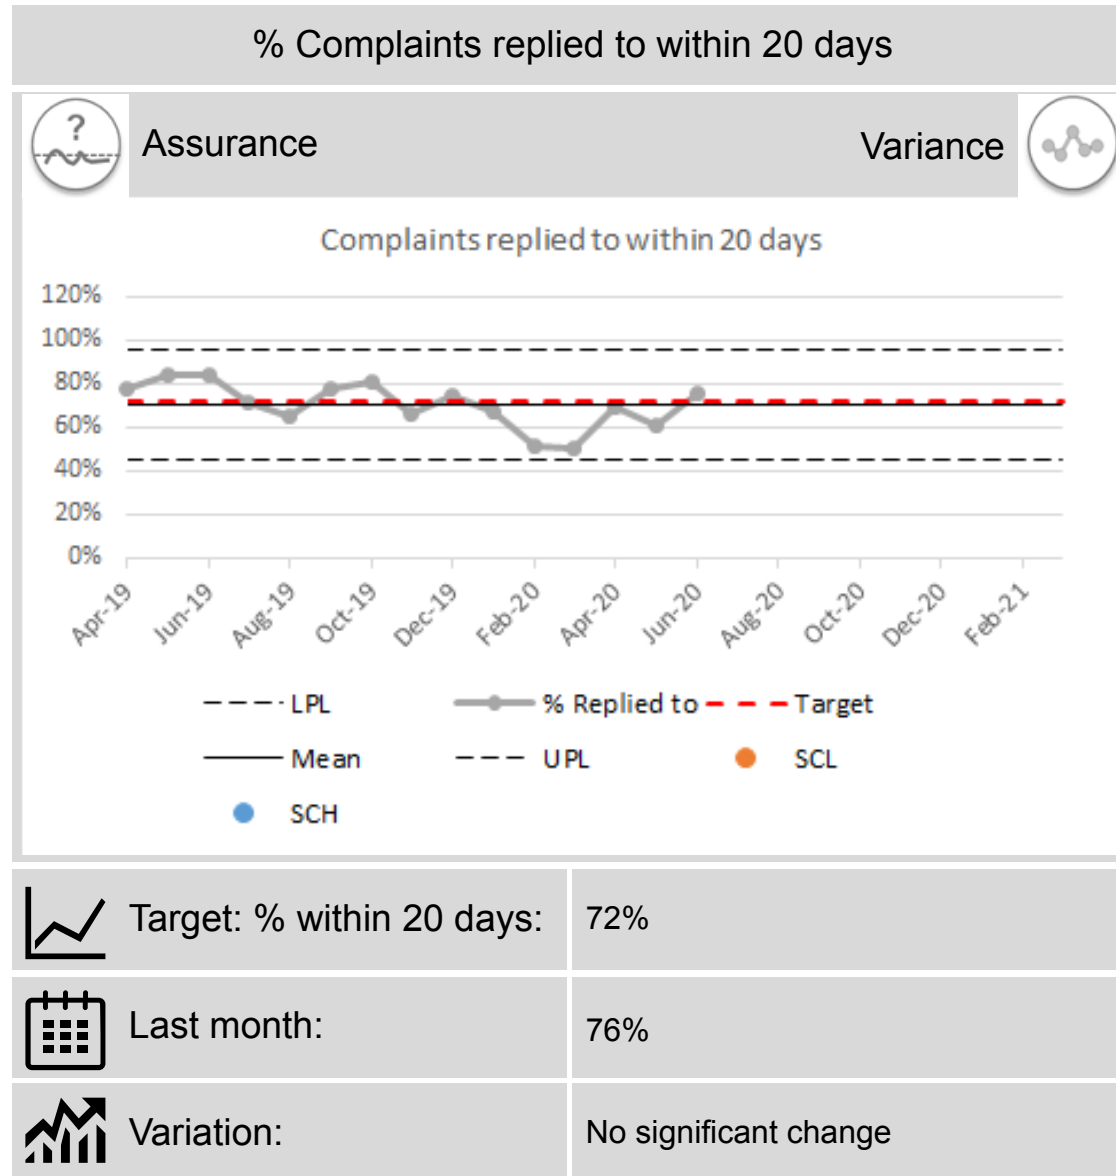 % Complaints replied to within 20 days
?
Assurance
Variance
Complaints replied to within 20 days
120%
100%
80%
60%
40%
20%
0%
Apr-19
Jun-19
Aug-19
Oct-19
Dec-19
Feb-20
Apr-20
Jun-20
Aug-20
Oct-20
Dec-20
Feb-21
LPL
% Replied to
Target
Mean
UPL
SCL
SCH
Target: % within 20 days:
72%
Last month:
76%
Variation:
No significant change